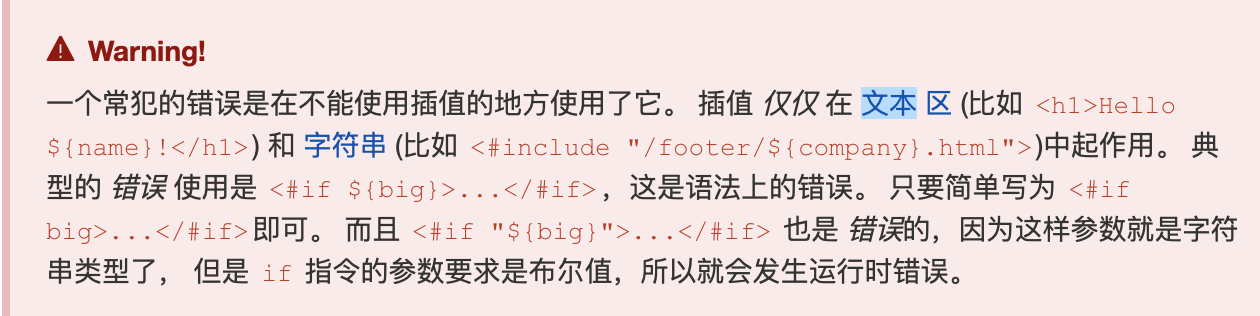 Warning!
一个常犯的错误是在不能使用插值的地方使用了它。 插值 仅仅 在 文本 区 (比如 <h1>Hello
${name}!</h1>) 和 字符串 (比如 <#include "/footer/${company}.html">)中起作用。 典
型的 错误 使用是 <#if ${big}>...</#if>，这是语法上的错误。 只要简单写为 <#if
big>...</#if>即可。 而且 <#if "${big}">...</#if> 也是 错误的，因为这样参数就是字符
串类型了， 但是 if 指令的参数要求是布尔值，所以就会发生运行时错误。